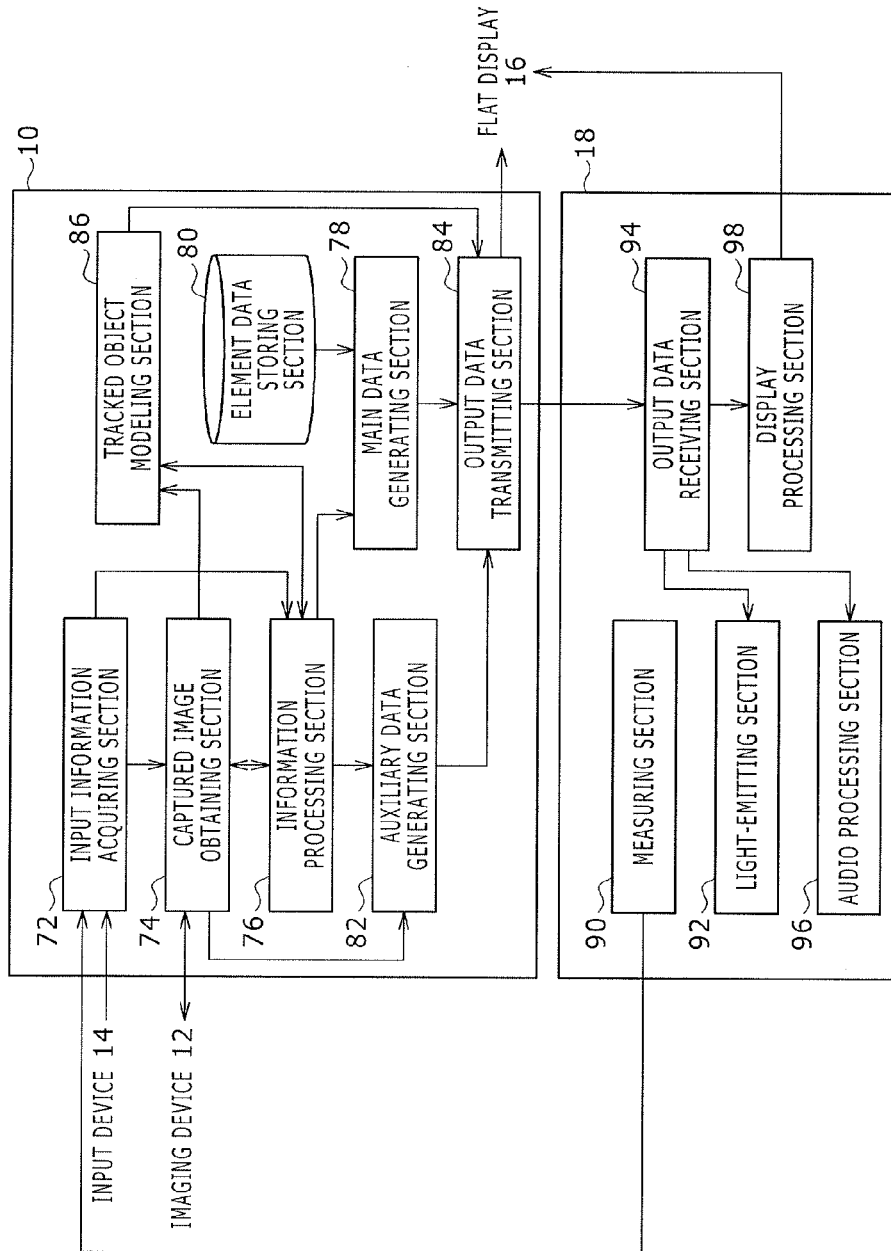 10
INPUT DEVICE 14
IMAGING DEVICE 12
72
INPUT INFORMATION
ACQUIRING SECTION
74
CAPTURED IMAGE
OBTAINING SECTION
76
INFORMATION
PROCESSING SECTION
82
AUXILIARY DATA
GENERATING SECTION
86
TRACKED OBJECT
MODELING SECTION
80
ELEMENT DATA
STORING
SECTION
78
MAIN DATA
GENERATING SECTION
84
OUTPUT DATA
TRANSMITTING SECTION
FLAT DISPLAY
16
18
90
MEASURING SECTION
92
LIGHT-EMITTING SECTION
96
AUDIO PROCESSING SECTION
94
OUTPUT DATA
RECEIVING SECTION
98
DISPLAY
PROCESSING SECTION